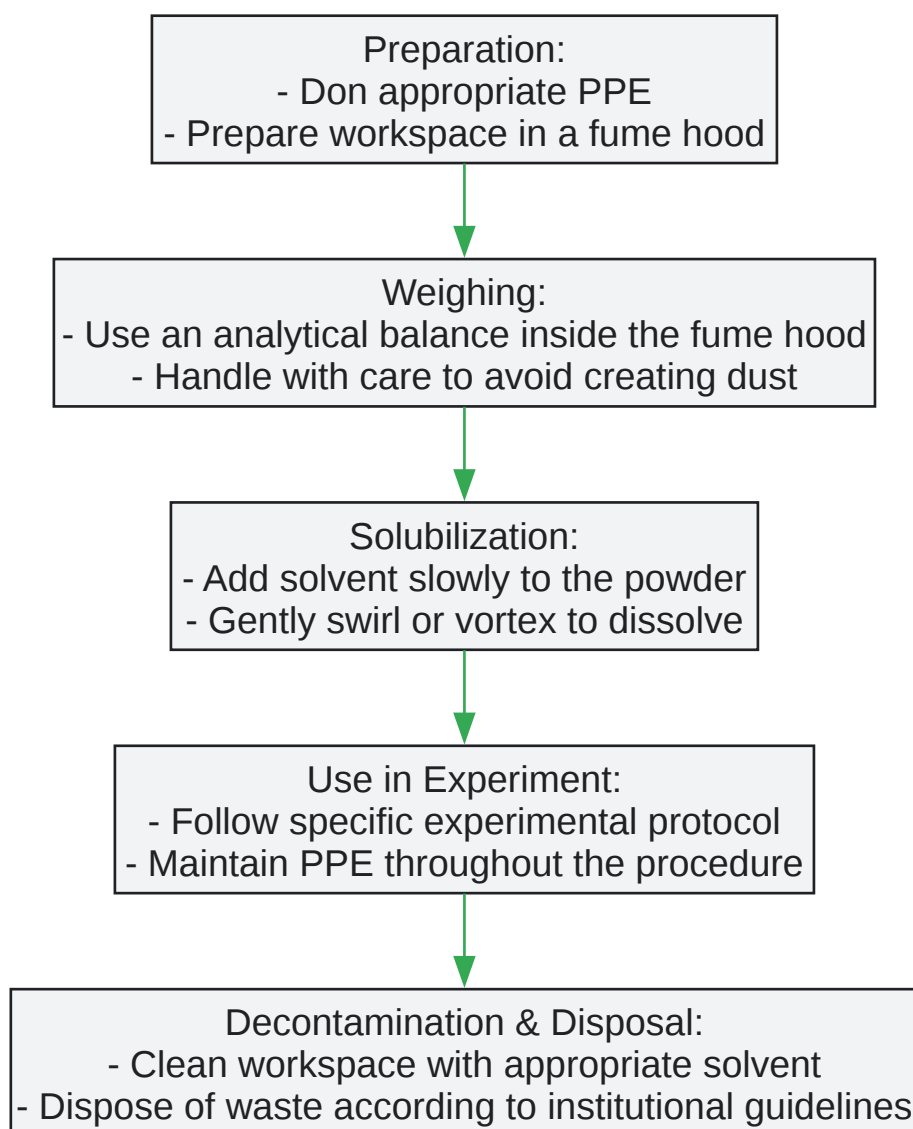 Preparation:
- Don appropriate PPE
- Prepare workspace in a fume hood
Weighing:
- Use an analytical balance inside the fume hood
- Handle with care to avoid creating dust
Solubilization:
- Add solvent slowly to the powder
- Gently swirl or vortex to dissolve
Use in Experiment:
- Follow specific experimental protocol
- Maintain PPE throughout the procedure
Decontamination & Disposal:
- Clean workspace with appropriate solvent
- Dispose of waste according to institutional guidelines